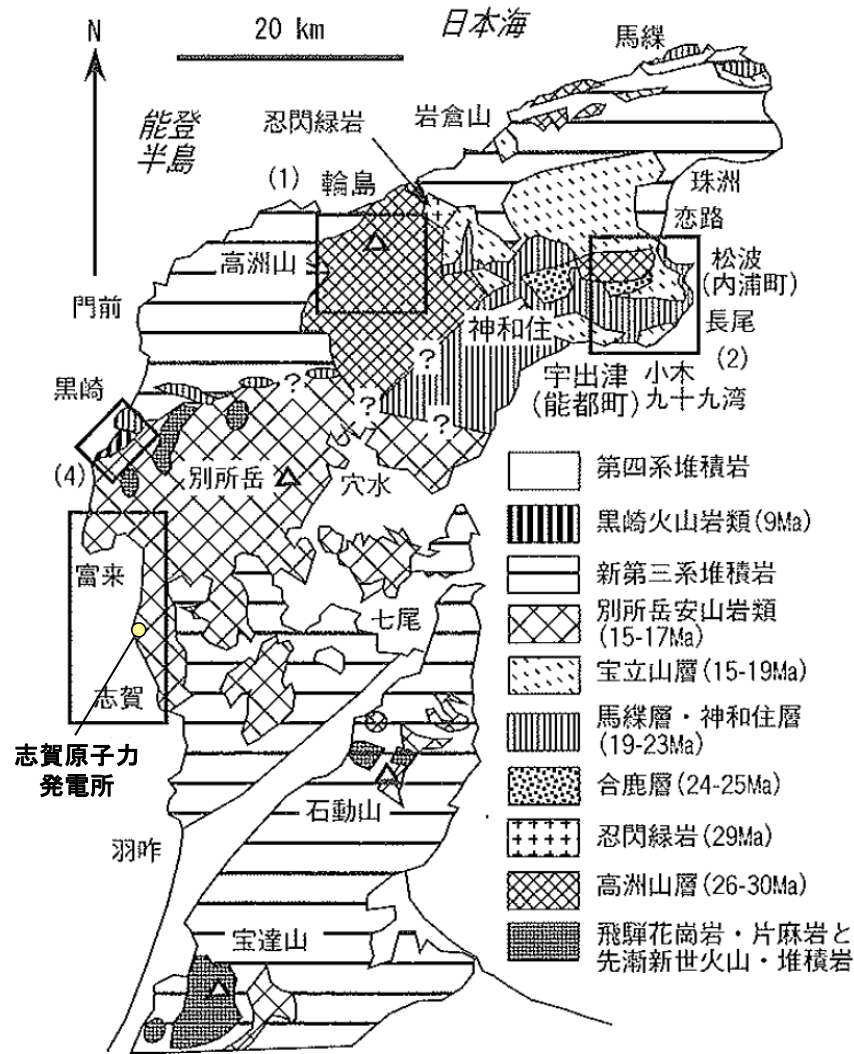 N
20 km
日本海
馬緤
能登
半島
忍閃緑岩
岩倉山
(1)
輪島
珠洲
恋路
高洲山
松波
(内浦町)
門前
神和住
長尾
?
(2)
宇出津
(能都町)
小木
九十九湾
黒崎
?
?
?
(4)
別所岳
穴水
富来
七尾
志賀
志賀原子力
発電所
石動山
羽咋
宝達山
第四系堆積岩
黒崎火山岩類(9Ma)
新第三系堆積岩
別所岳安山岩類
(15-17Ma)
宝立山層(15-19Ma)
馬緤層・神和住層
(19-23Ma)
合鹿層(24-25Ma)
忍閃緑岩(29Ma)
高洲山層(26-30Ma)
飛騨花崗岩・片麻岩と
先漸新世火山・堆積岩